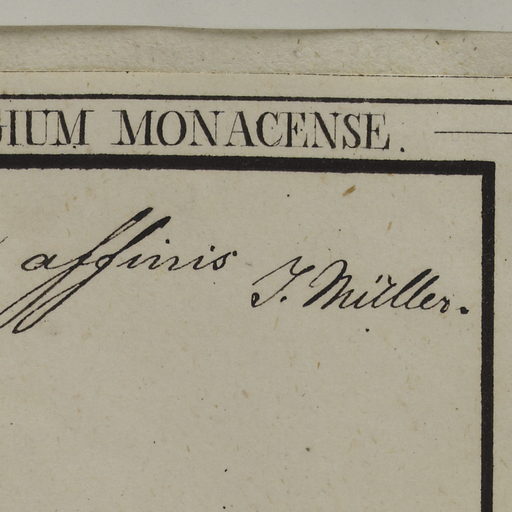 GIUM MONACENSE.
affinis J. Müller.